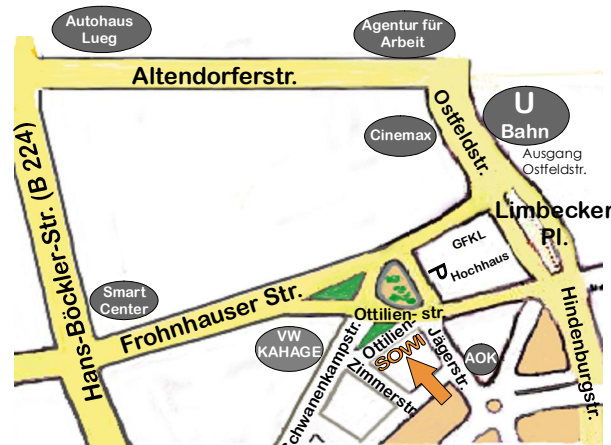 Autohaus
Lueg
Agentur für
Arbeit
Altendorferstr.
U
Bahn
Ostfeldstr.
Cinemax
Ausgang
Ostfeldstr.
Hans-Böckler-Str. (B 224)
Limbecker
Pl.
GFKL
P
Hochhaus
Smart
Center
Frohnhauser Str.
Ottilien- str.
Hindenburgstr.
VW
KAHAGE
Ottilien-
SOWI
Jägerstr.
AOK
Zimmerstr.
chwanenkampstr.